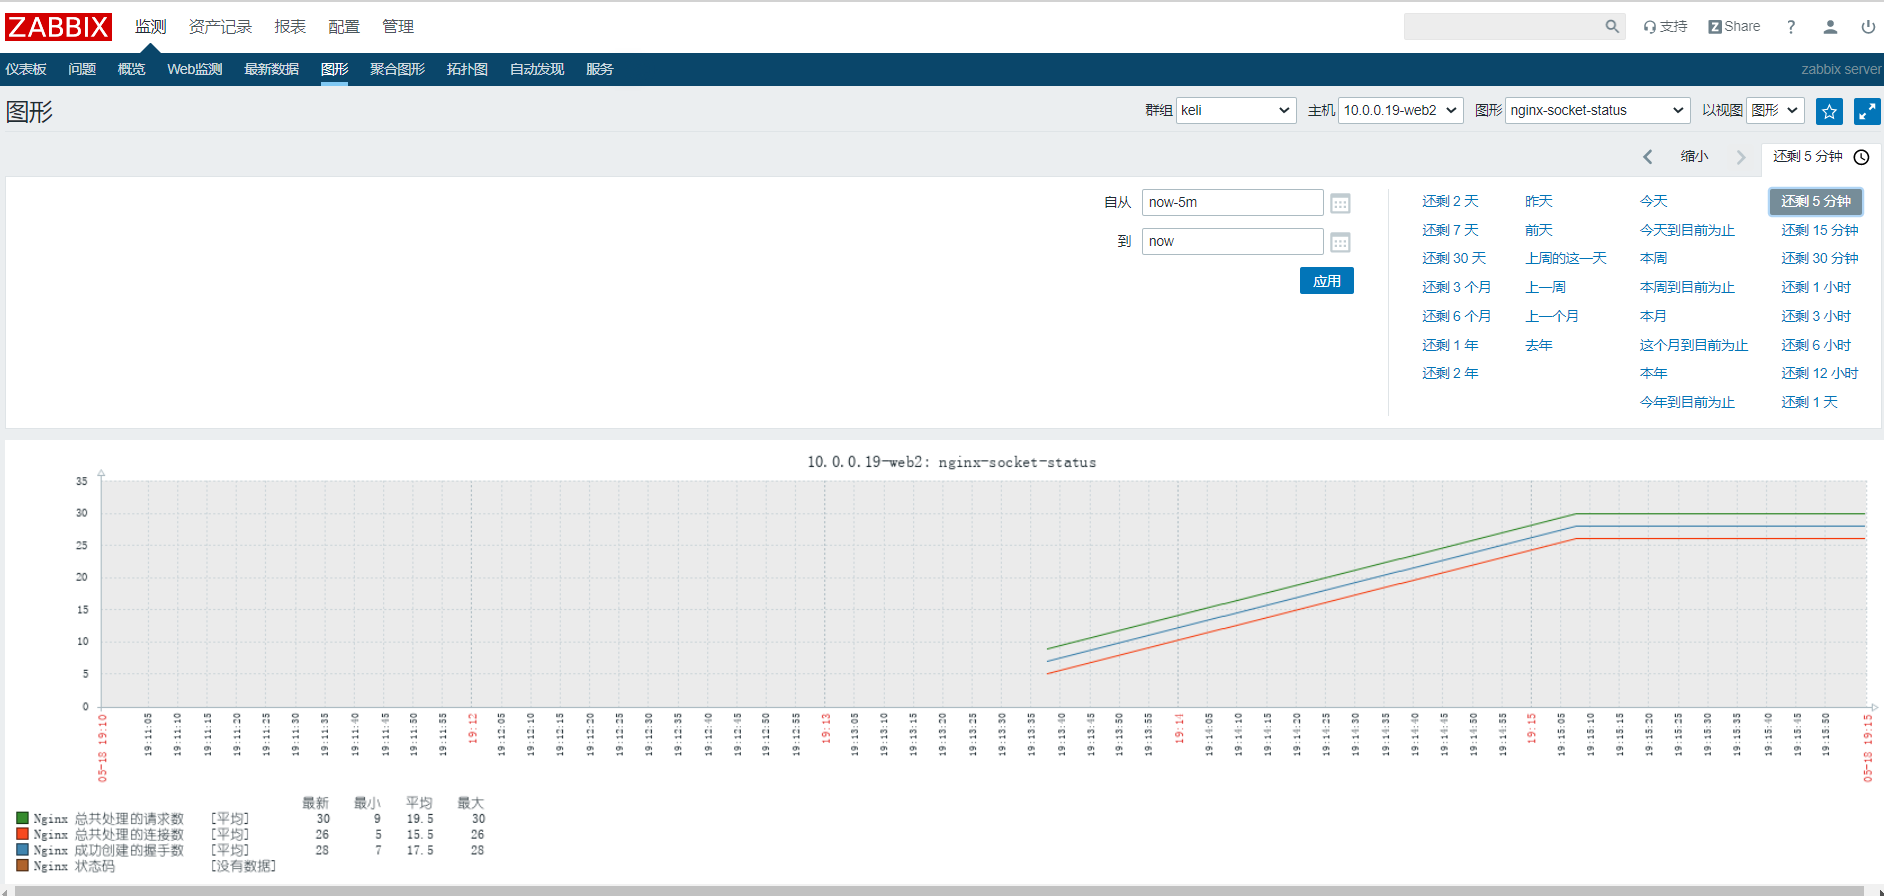 ZABBIX 监测 资产记录 报表 配置 管理 支持 Z Share ?
仪表板 问题 概览 Web监测 最新数据 图形 聚合图形 拓扑图 自动发现 服务 zabbix server
图形 群组 keli 主机 10.0.0.19-web2 图形 nginx-socket-status 以视图 图形
缩小 还剩 5 分钟
自从 now-5m
到 now
应用
还剩 2 天 昨天 今天 还剩 5 分钟
还剩 7 天 前天 今天到目前为止 还剩 15 分钟
还剩 30 天 上周的这一天 本周 还剩 30 分钟
还剩 3 个月 上一周 本周到目前为止 还剩 1 小时
还剩 6 个月 上一个月 本月 还剩 3 小时
还剩 1 年 去年 这个月到目前为止 还剩 6 小时
还剩 2 年 本年 还剩 12 小时
今年到目前为止 还剩 1 天
10.0.0.19-web2: nginx-socket-status
35
30
25
20
15
10
5
0
05-18 19:10 19:11:05 19:11:10 19:11:15 19:11:20 19:11:25 19:11:30 19:11:35 19:11:40 19:11:45 19:11:50 19:11:55 19:12 19:12:05 19:12:10 19:12:15 19:12:20 19:12:25 19:12:30 19:12:35 19:12:40 19:12:45 19:12:50 19:12:55 19:13 19:13:05 19:13:10 19:13:15 19:13:20 19:13:25 19:13:30 19:13:35 19:13:40 19:13:45 19:13:50 19:13:55 19:14 19:14:05 19:14:10 19:14:15 19:14:20 19:14:25 19:14:30 19:14:35 19:14:40 19:14:45 19:14:50 19:14:55 19:15 19:15:05 19:15:10 19:15:15 19:15:20 19:15:25 19:15:30 19:15:35 19:15:40 19:15:45 19:15:50 05-18 19:15
最新 最小 平均 最大
Nginx 总共处理的请求数 [平均] 30 9 19.5 30
Nginx 总共处理的连接数 [平均] 26 5 15.5 26
Nginx 成功创建的握手数 [平均] 28 7 17.5 28
Nginx 状态码 [没有数据]